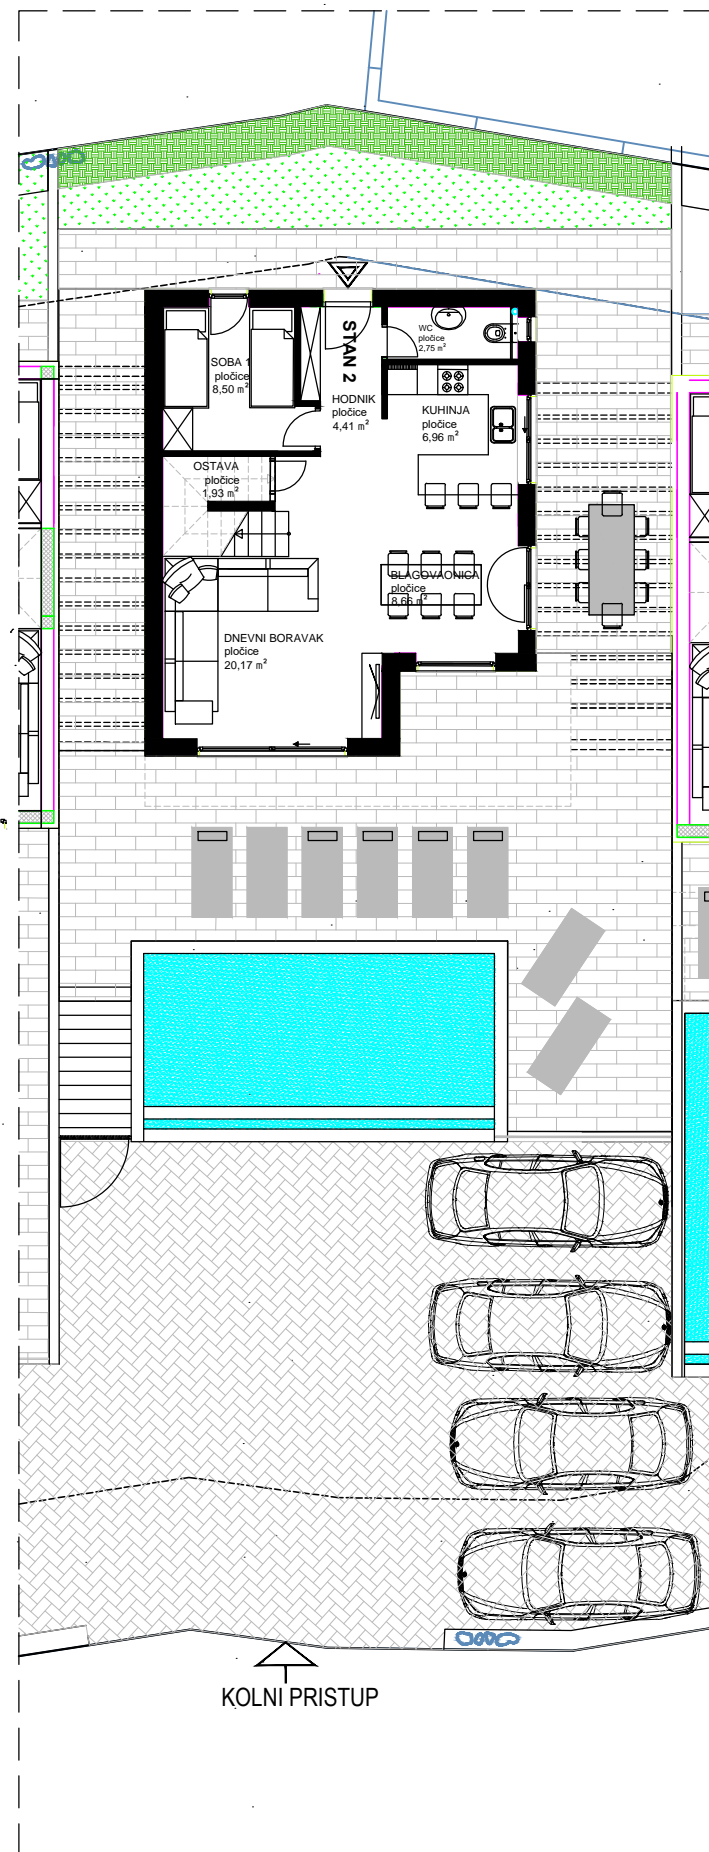 STAN 2
WC
pločice
2,75 m²
SOBA 1
pločice
8,50 m²
HODNIK
pločice
4,41 m²
KUHINJA
pločice
6,96 m²
OSTAVA
pločice
1,93 m²
BLAGOVAONICA
pločice
8,66 m²
DNEVNI BORAVAK
pločice
20,17 m²
KOLNI PRISTUP